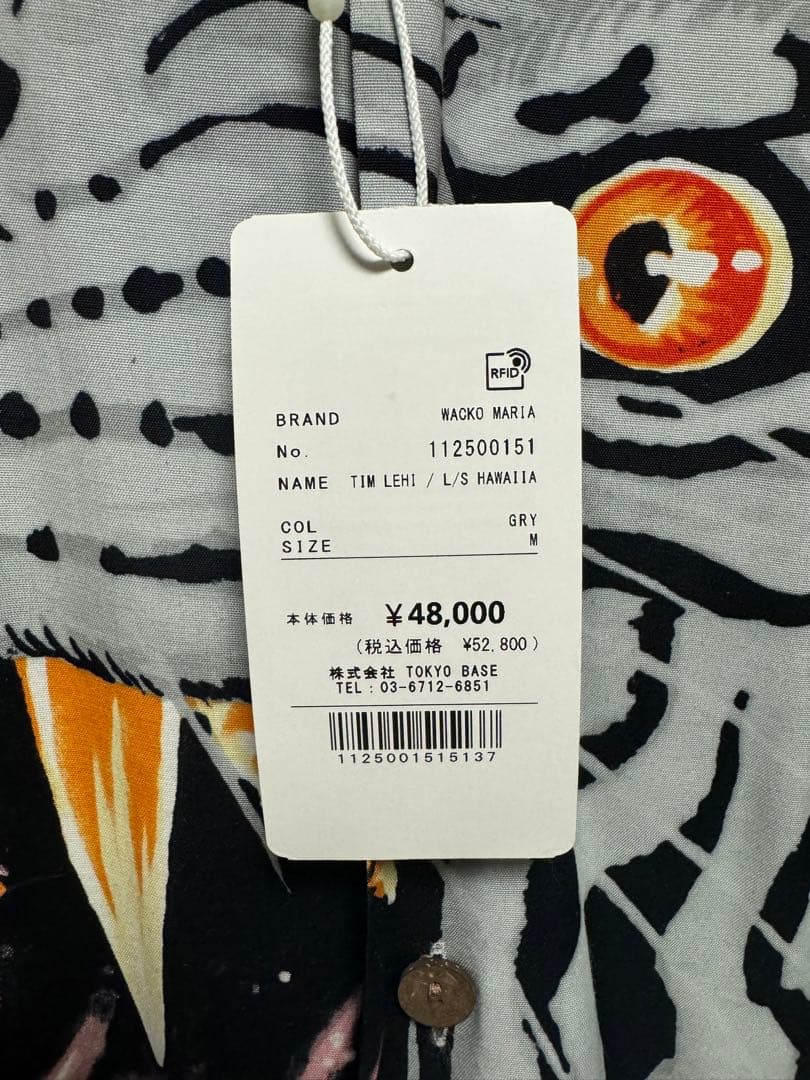 RFID
BRAND WACKO MARIA
No. 112500151
NAME TIM LEHI / L/S HAWAIIA
COL GRY
SIZE M
本体価格 ¥48,000
(税込価格 ¥52,800)
株式会社 TOKYO BASE
TEL:03-6712-6851
1125001515137